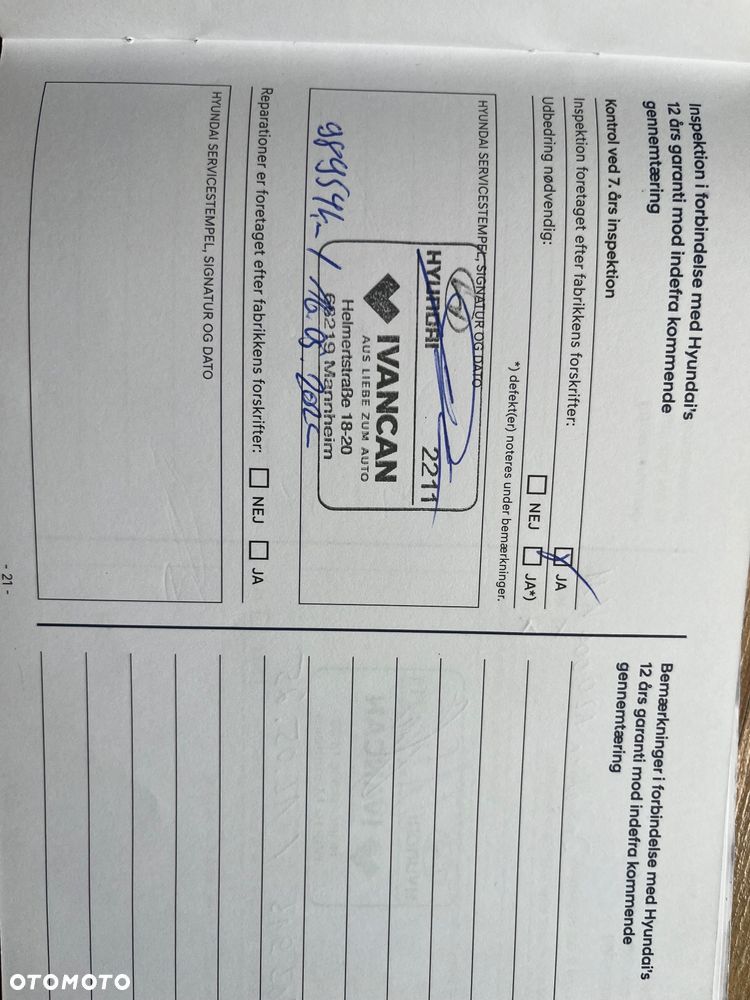 Inspektion i forbindelse med Hyundai's
12 års garanti mod indefra kommende
gennemtæring
Kontrol ved 7. års inspektion
Inspektion foretaget efter fabrikkens forskrifter:
JA
Udbedring nødvendig:
NEJ
JA*)
*) defekt(er) noteres under bemærkninger.
HYUNDAI SERVICESTEMPEL, SIGNATUR OG DATO
HYUNDAI 2211
IVANCAN
AUS LIEBE ZUM AUTO
Helmertstraße 18-20
68219 Mannheim
Reparationer er foretaget efter fabrikkens forskrifter:
NEJ
JA
HYUNDAI SERVICESTEMPEL, SIGNATUR OG DATO
- 21 -
Bemærkninger i forbindelse med Hyundai's
12 års garanti mod indefra kommende
gennemtæring
OTOMOTO